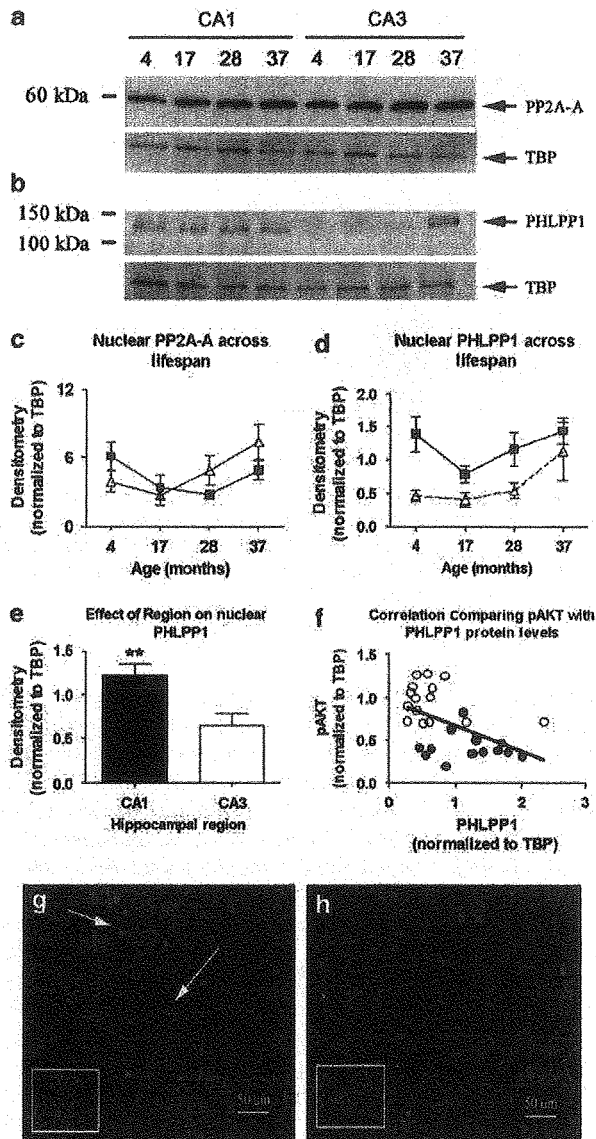 a
CA1 CA3
4 17 28 37 4 17 28 37
60 kDa
PP2A-A
TBP
b
150 kDa
PHLPP1
100 kDa
TBP
c
Nuclear PP2A-A across
lifespan
Densitometry
(normalized to TBP)
12
6
0
4 17 28 37
Age (months)
d
Nuclear PHLPP1 across
lifespan
Densitometry
(normalized to TBP)
2.0
1.5
1.0
0.5
0.0
4 17 28 37
Age (months)
e
Effect of Region on nuclear
PHLPP1
Densitometry
(normalized to TBP)
1.5
1.0
0.5
0.0
**
CA1 CA3
Hippocampal region
f
Correlation Comparing pAKT with
PHLPP1 protein levels
pAKT
(normalized to TBP)
1.5
1.0
0.5
0.0
0 1 2 3
PHLPP1
(normalized to TBP)
g
50 µm
h
50 µm